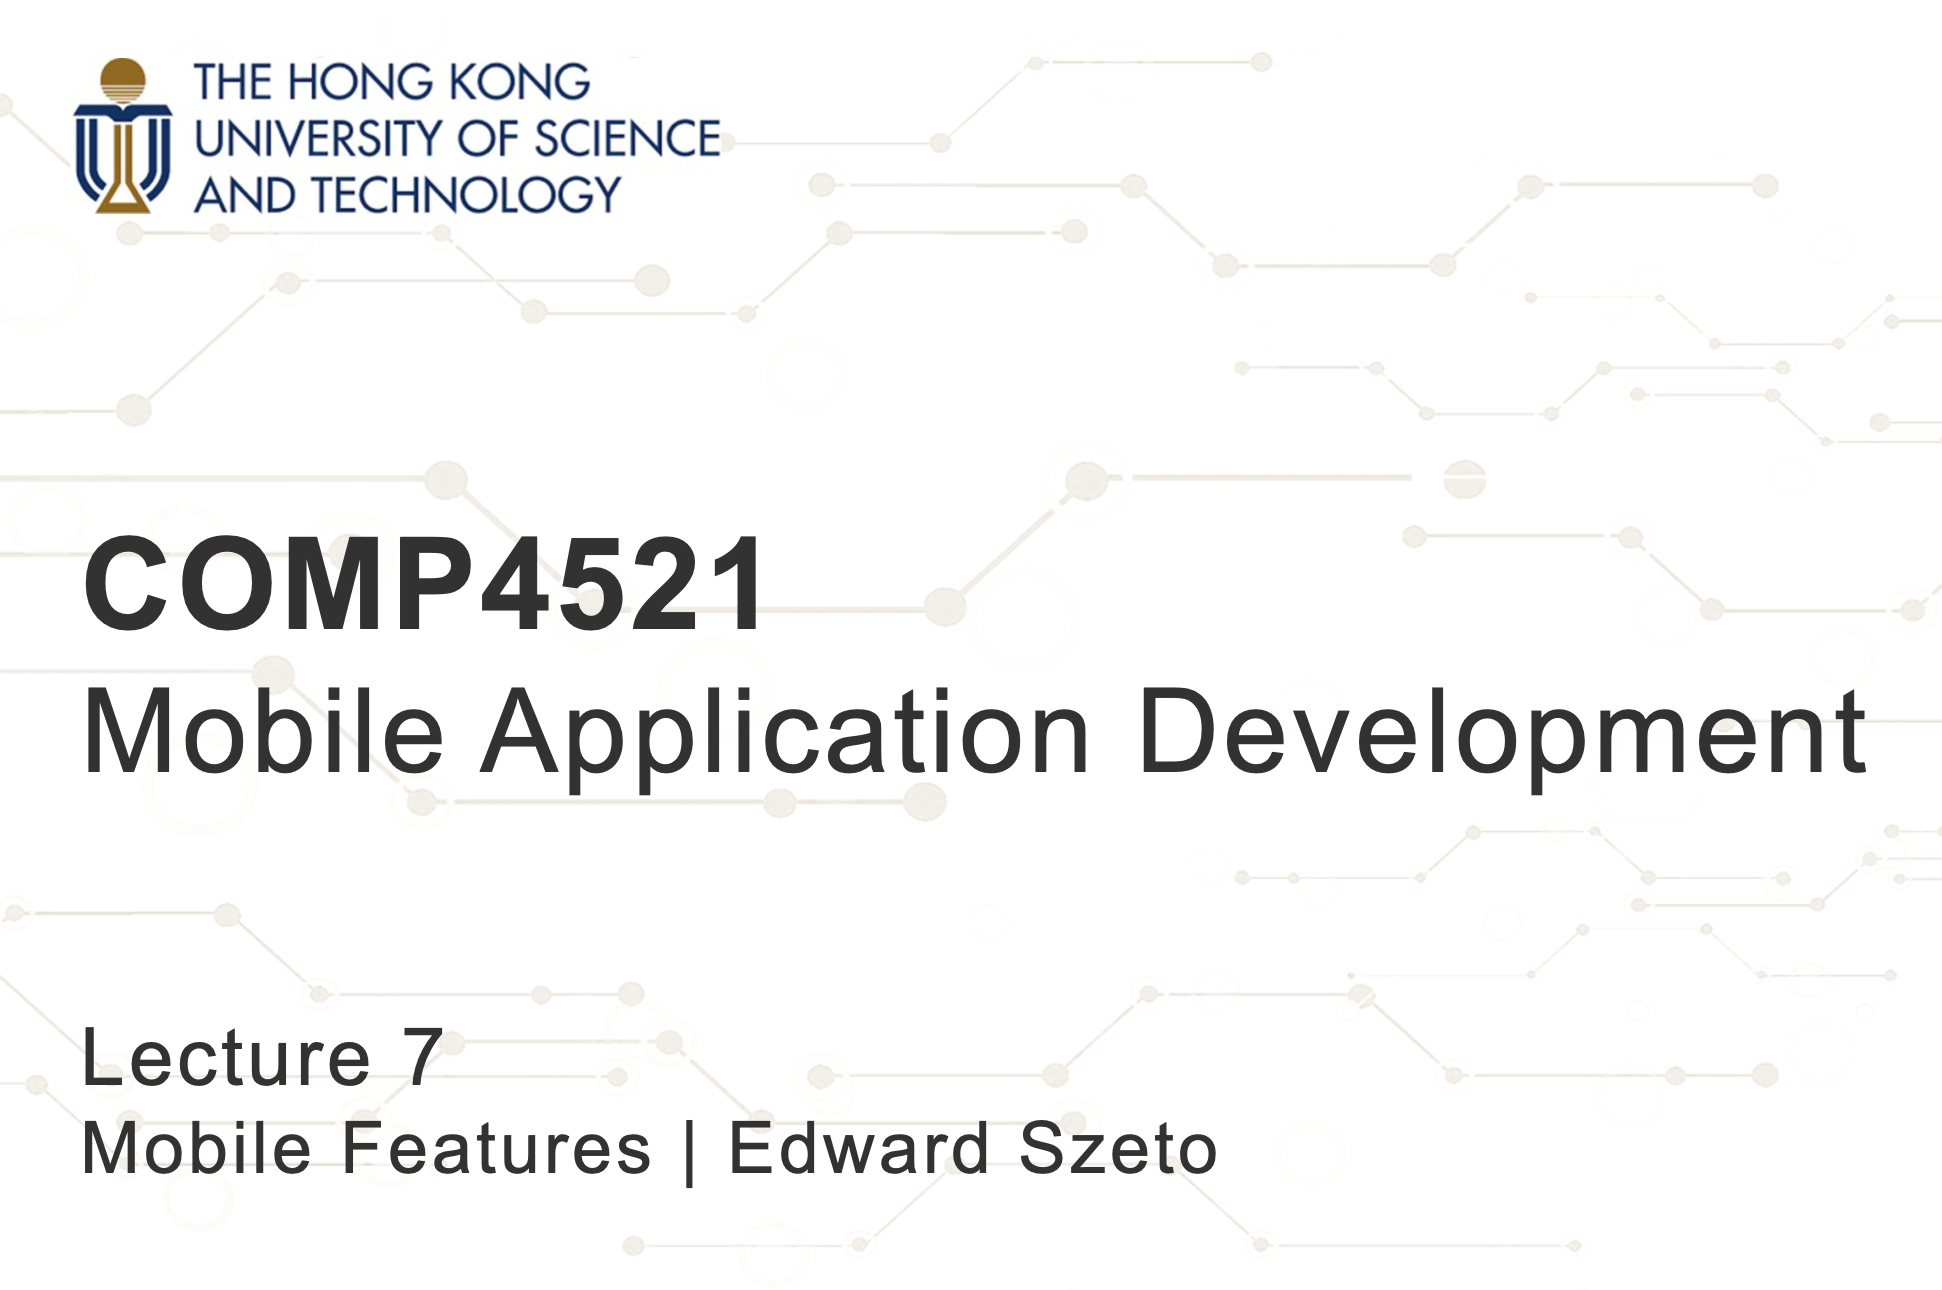 THE HONG KONG
UNIVERSITY OF SCIENCE
AND TECHNOLOGY
COMP4521
Mobile Application Development
Lecture 7
Mobile Features | Edward Szeto